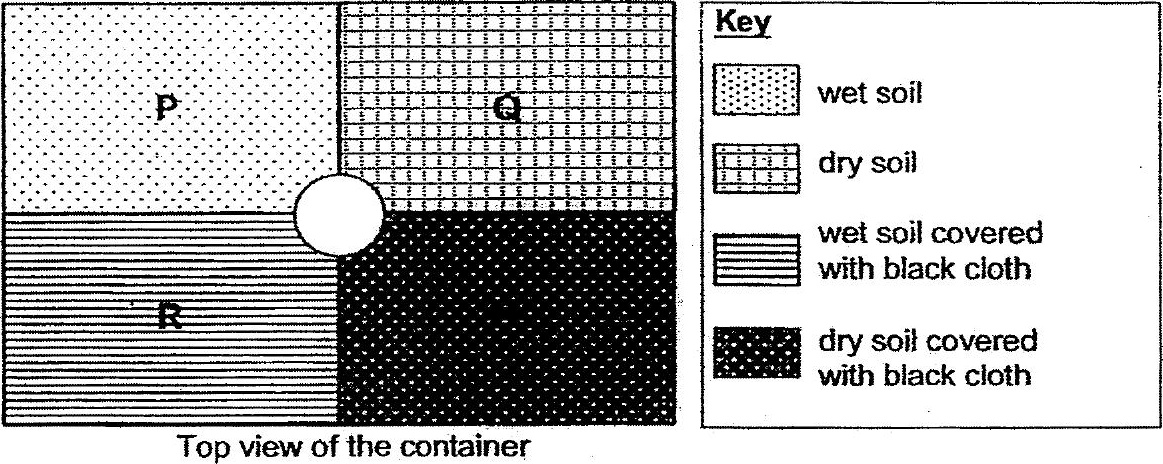 P
Q
R
Top view of the container
Key
wet soil
dry soil
wet soil covered
with black cloth
dry soil covered
with black cloth